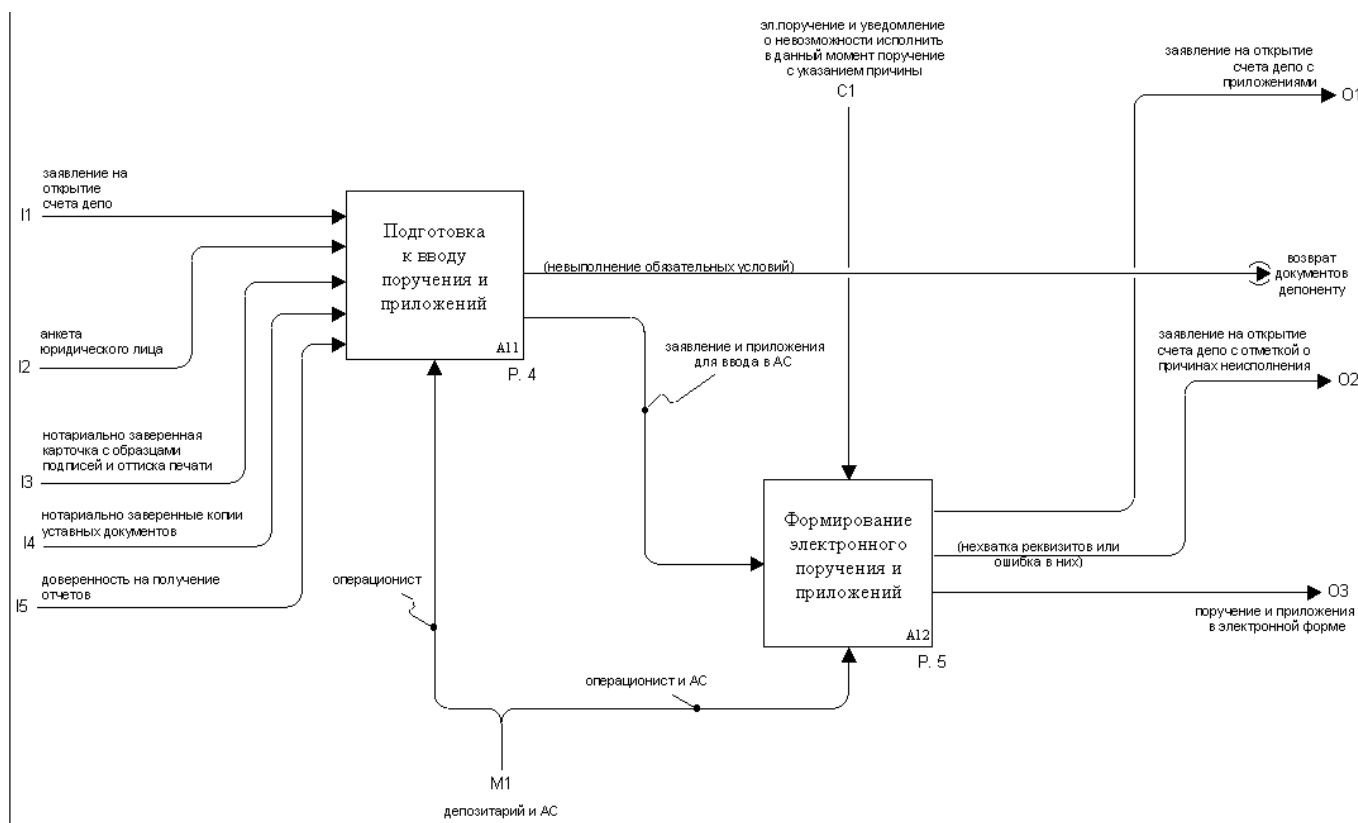 эл.поручение и уведомление
о невозможности исполнить
в данный момент поручение
с указанием причины
C1
заявление на открытие
счета депо с
приложениями
O1
заявление на
открытие
счета депо
I1
Подготовка
к вводу
поручения и
приложений
A11
P. 4
(невыполнение обязательных условий)
возврат
документов
депоненту
анкета
юридического лица
I2
заявление и приложения
для ввода в АС
заявление на открытие
счета депо с отметкой о
причинах неисполнения
O2
нотариально заверенная
карточка с образцами
подписей и оттиска печати
I3
нотариально заверенные копии
уставных документов
I4
доверенность на получение
отчетов
I5
операционист
Формирование
электронного
поручения и
приложений
A12
P. 5
(нехватка реквизитов или
ошибка в них)
O3
поручение и приложения
в электронной форме
операционист и АС
M1
депозитарий и АС